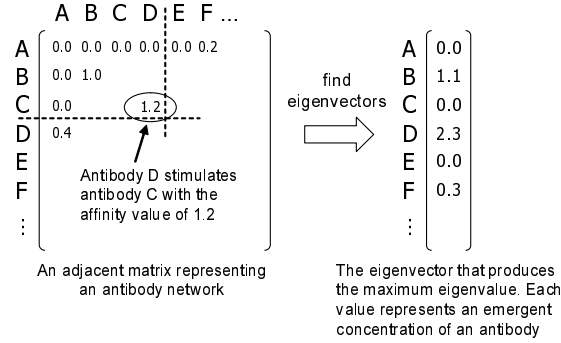 A B C D E F ...
A 0.0 0.0 0.0 0.0 0.0 0.2
B 0.0 1.0
C 0.0 1.2
D 0.4
E
F
⋮
Antibody D stimulates
antibody C with the
affinity value of 1.2
An adjacent matrix representing
an antibody network
find
eigenvectors
A 0.0
B 1.1
C 0.0
D 2.3
E 0.0
F 0.3
⋮
The eigenvector that produces
the maximum eigenvalue. Each
value represents an emergent
concentration of an antibody